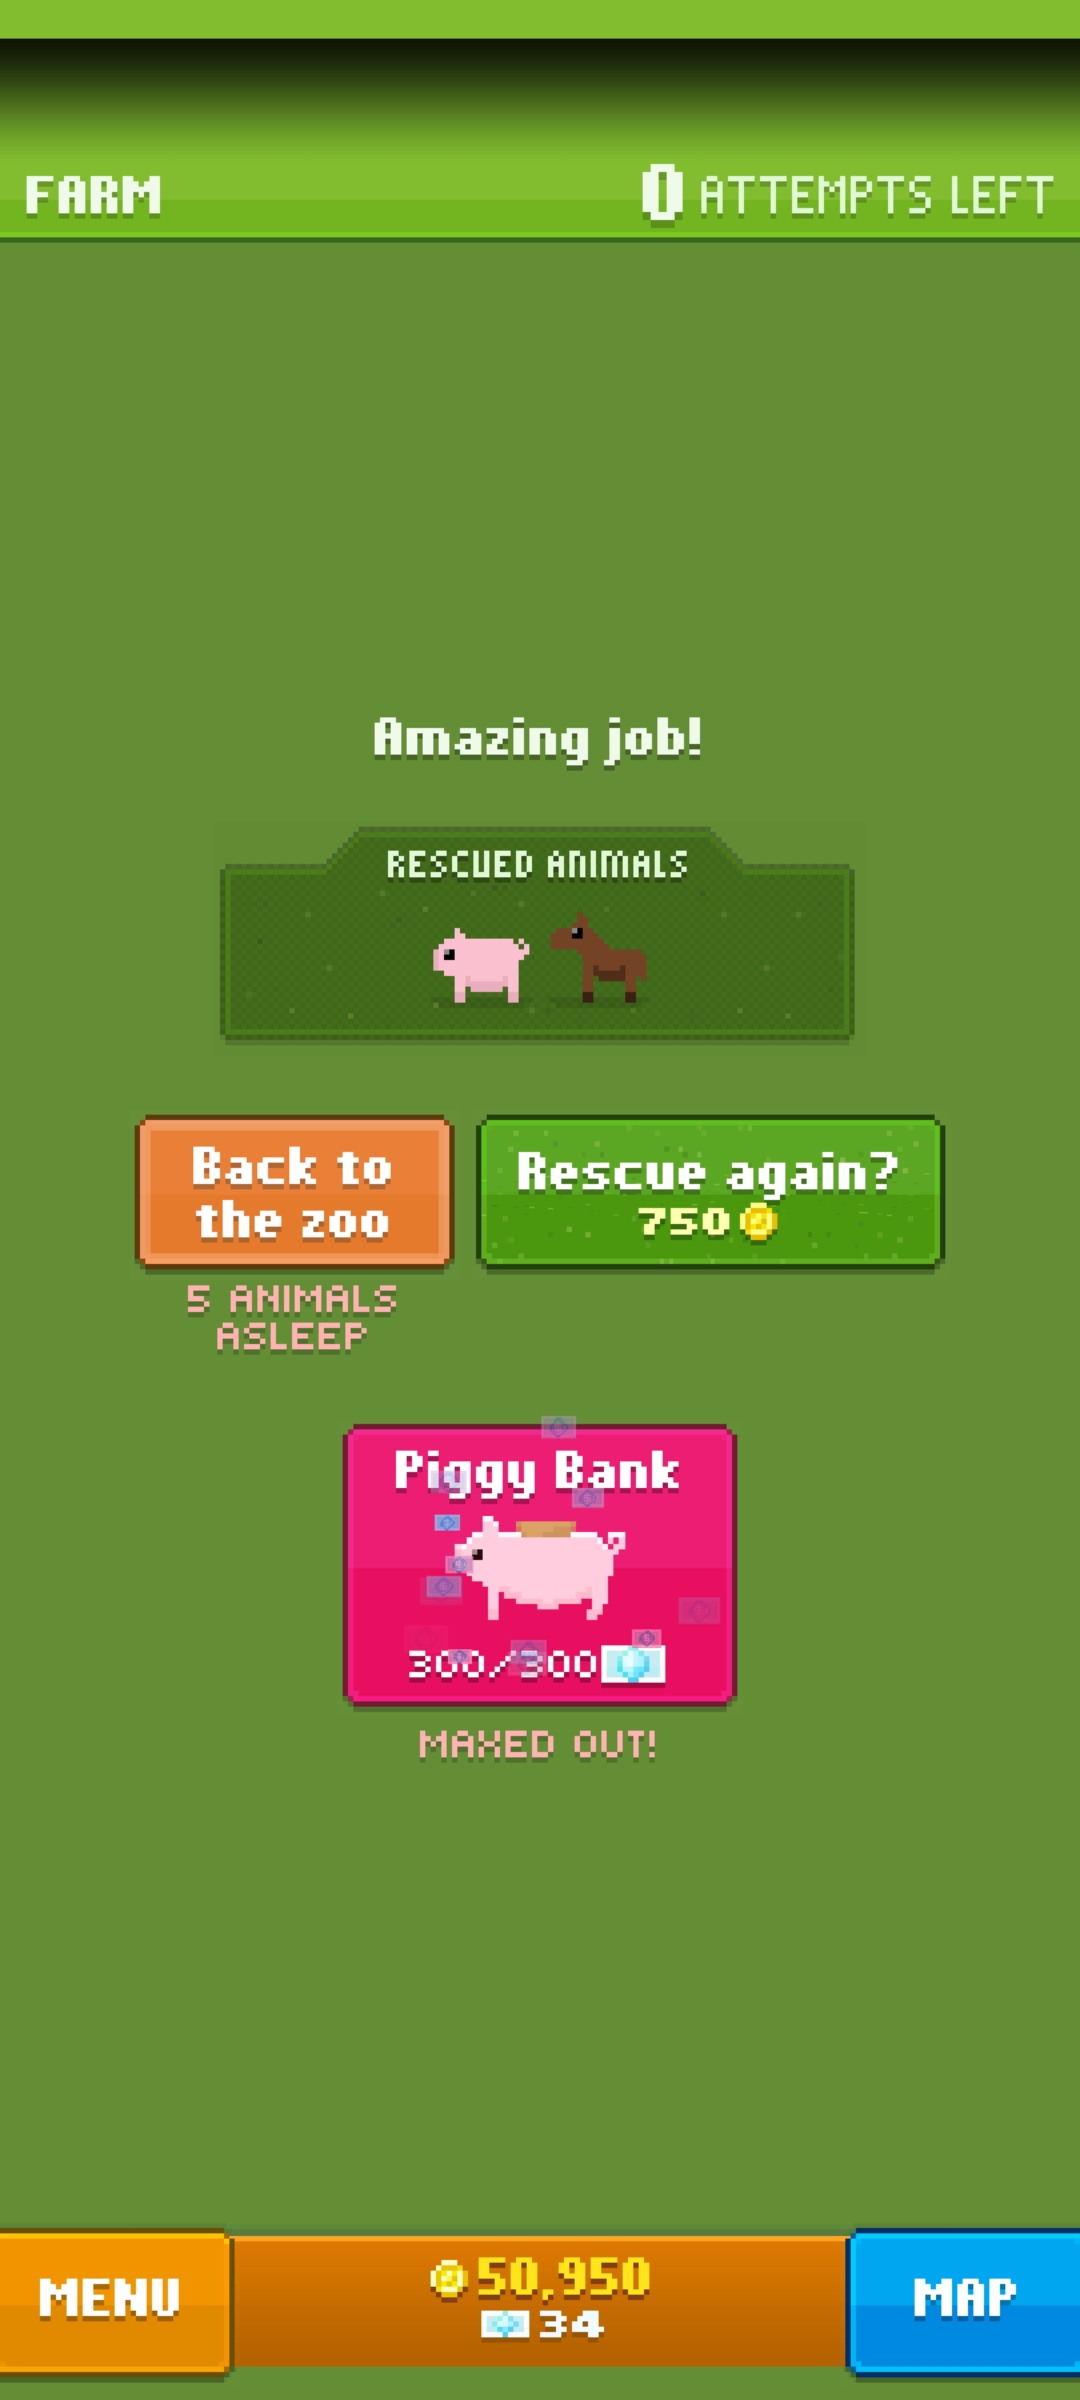 FARM
0 ATTEMPTS LEFT
Amazing job!
RESCUED ANIMALS
Back to
the zoo
Rescue again?
750
5 ANIMALS
ASLEEP
Piggy Bank
300/300
MAXED OUT!
MENU
50,950
34
MAP